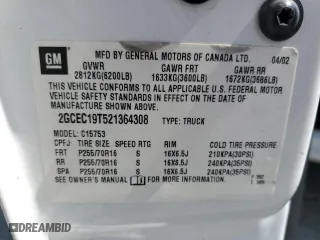 GM
MFD BY GENERAL MOTORS OF CANADA LTD. 04/02
GVWR GAWR FRT GAWR RR
2812KG(6200LB) 1633KG(3600LB) 1672KG(3686LB)
THIS VEHICLE CONFORMS TO ALL APPLICABLE U.S. FEDERAL MOTOR
VEHICLE SAFETY STANDARDS IN EFFECT ON THE DATE OF
MANUFACTURE SHOWN ABOVE.
2GCEC19T521364308 TYPE:TRUCK
MODEL: C15753
TIRE SIZE SPEED RTG RIM COLD TIRE PRESSURE
FRT P255/70R16 S 16X6.5J 210KPA(30PSI)
RR P255/70R16 S 16X6.5J 240KPA(35PSI)
SPA P255/70R16 S 16X6.5J 240KPA(35PSI)
SEE OWNER'S MANUAL FOR MORE INFORMATION.
DREAMBID